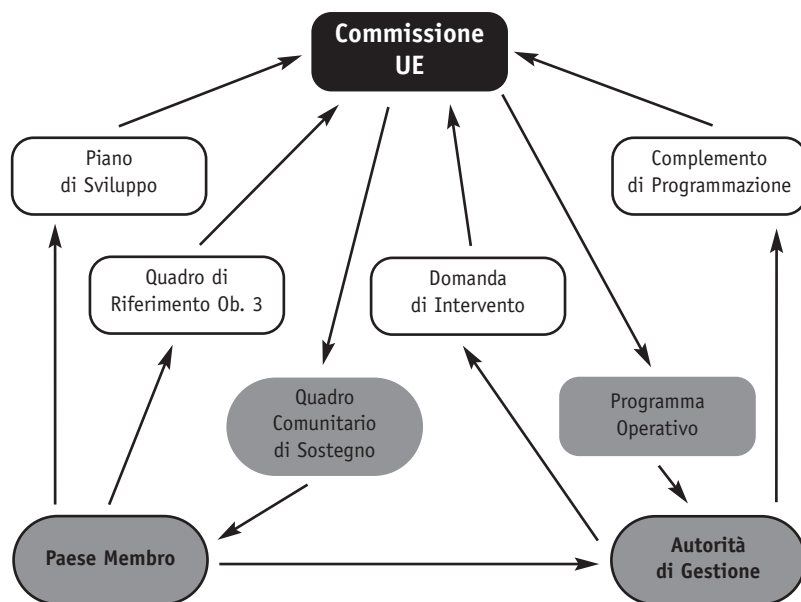 Commissione
UE
Piano
di Sviluppo
Complemento
di Programmazione
Quadro di
Riferimento Ob. 3
Domanda
di Intervento
Quadro
Comunitario
di Sostegno
Programma
Operativo
Paese Membro
Autorità
di Gestione